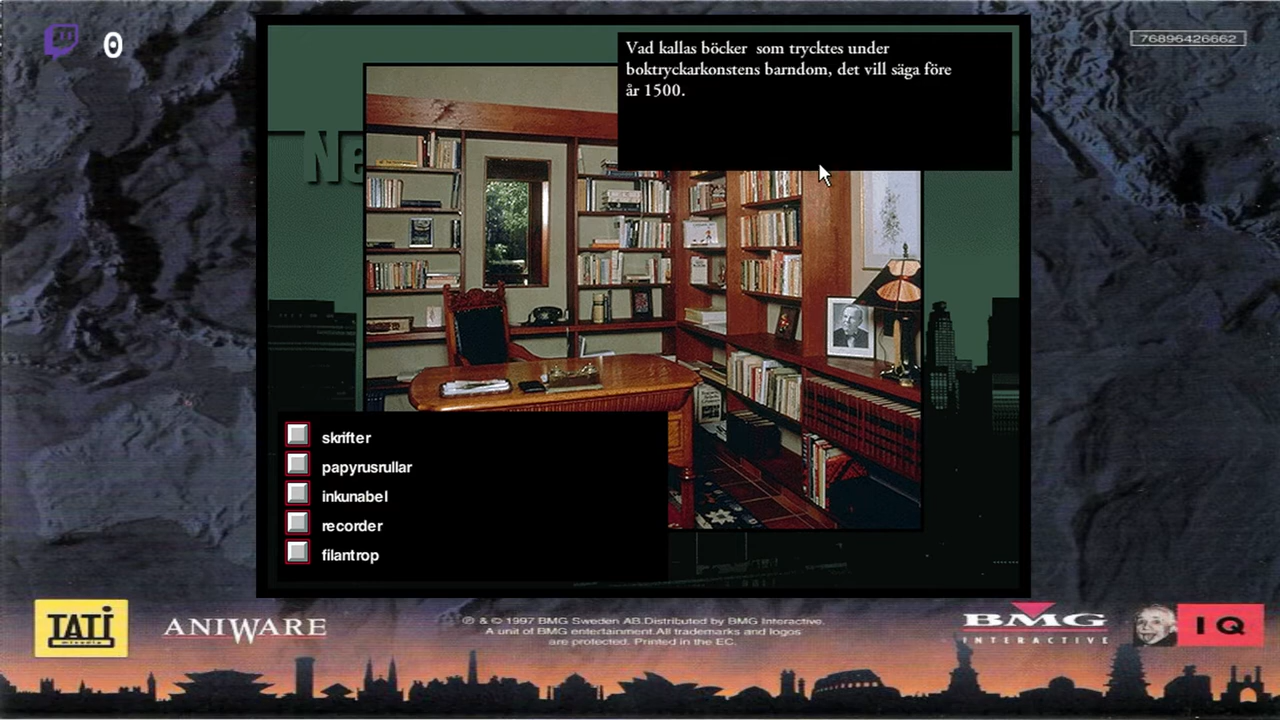 0
76896426662
Vad kallas böcker  som trycktes under
boktryckarkonstens barndom, det vill säga före
år 1500.
Ne
skrifter
papyrusrullar
inkunabel
recorder
filantrop
TATi
ANIWARE
℗ & © 1997 BMG Sweden AB.Distributed by BMG Interactive.
A unit of BMG entertainment.All trademarks and logos
are protected. Printed in the EC.
BMG
INTERACTIVE
IQ